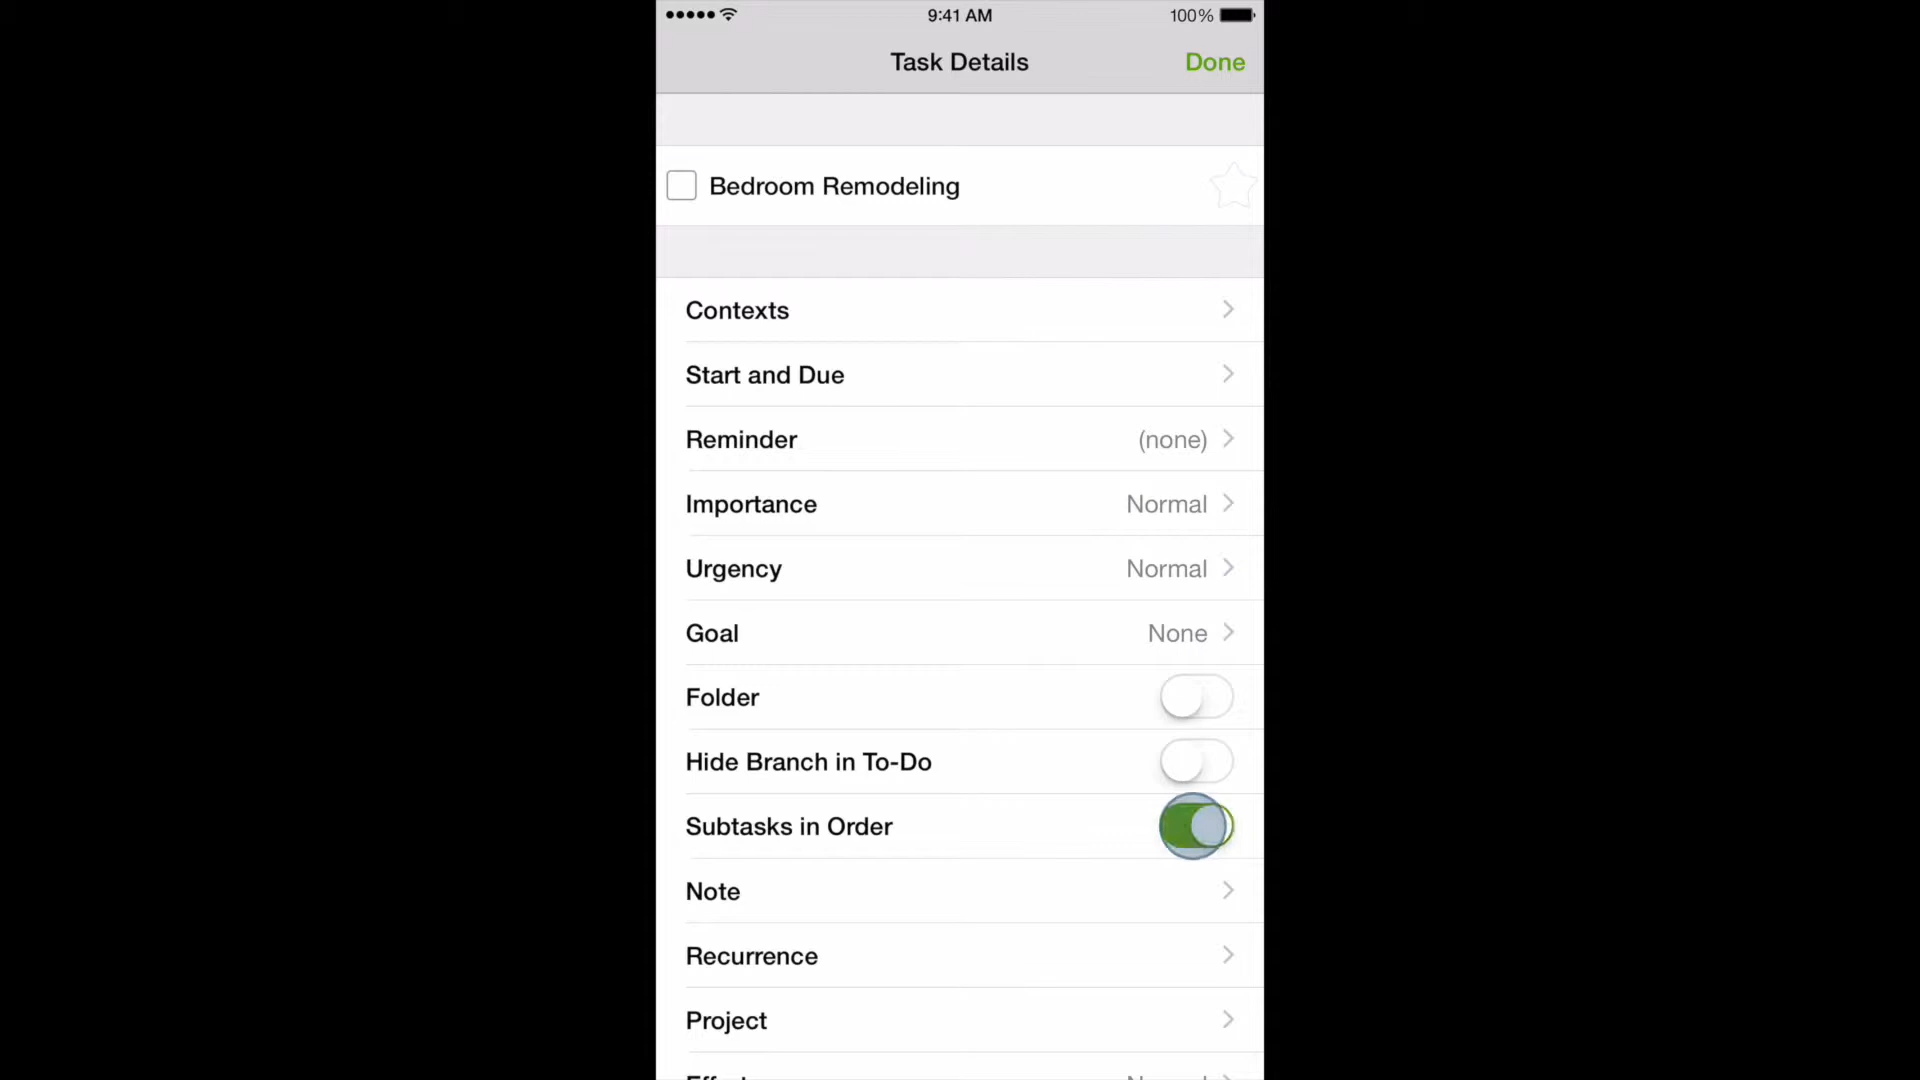 9:41 AM 100%
Task Details Done
Bedroom Remodeling
Contexts
Start and Due
Reminder (none)
Importance Normal
Urgency Normal
Goal None
Folder
Hide Branch in To-Do
Subtasks in Order
Note
Recurrence
Project